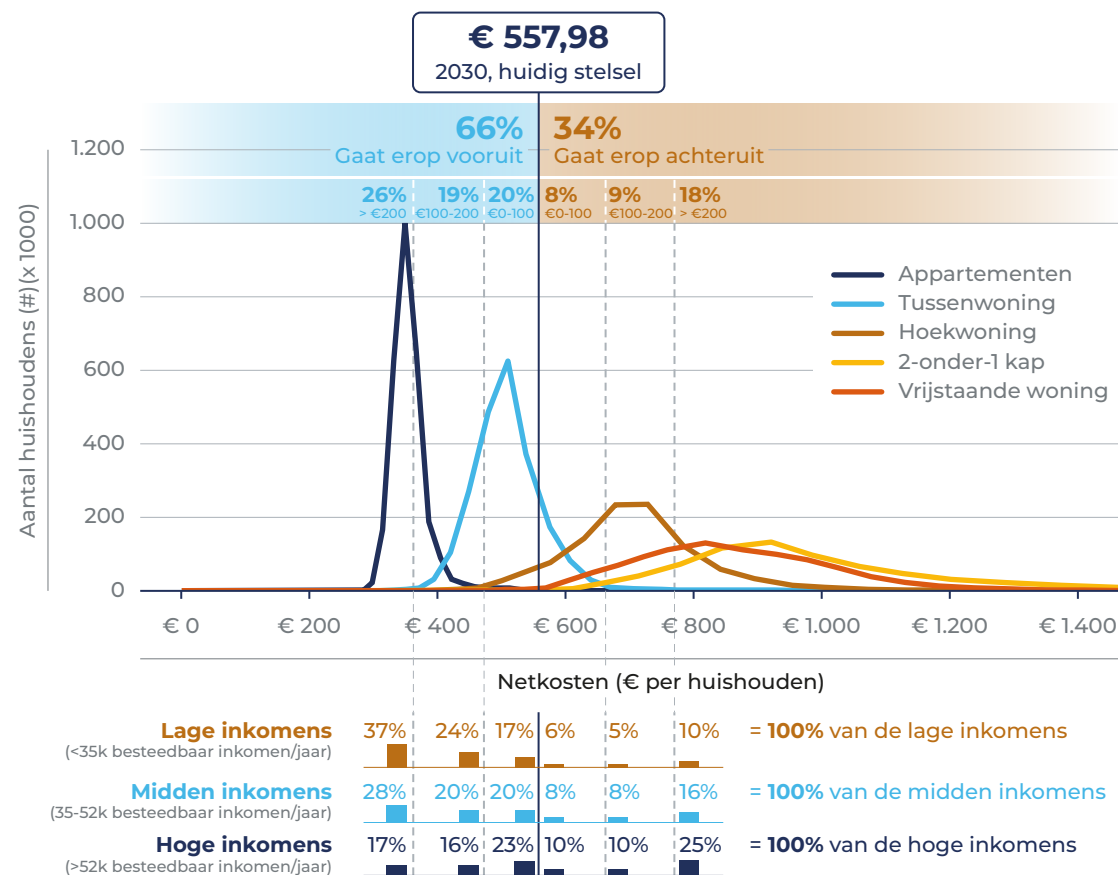 € 557,98
2030, huidig stelsel
66% 34%
Gaat erop vooruit Gaat erop achteruit
26% 19% 20% 8% 9% 18%
> €200 €100-200 €0-100 €0-100 €100-200 > €200
Aantal huishoudens (#)(x 1000)
1.200
1.000
800
600
400
200
0
Appartementen
Tussenwoning
Hoekwoning
2-onder-1 kap
Vrijstaande woning
€ 0 € 200 € 400 € 600 € 800 € 1.000 € 1.200 € 1.400
Netkosten (€ per huishouden)
Lage inkomens 37% 24% 17% 6% 5% 10% = 100% van de lage inkomens
(<35k besteedbaar inkomen/jaar)
Midden inkomens 28% 20% 20% 8% 8% 16% = 100% van de midden inkomens
(35-52k besteedbaar inkomen/jaar)
Hoge inkomens 17% 16% 23% 10% 10% 25% = 100% van de hoge inkomens
(>52k besteedbaar inkomen/jaar)